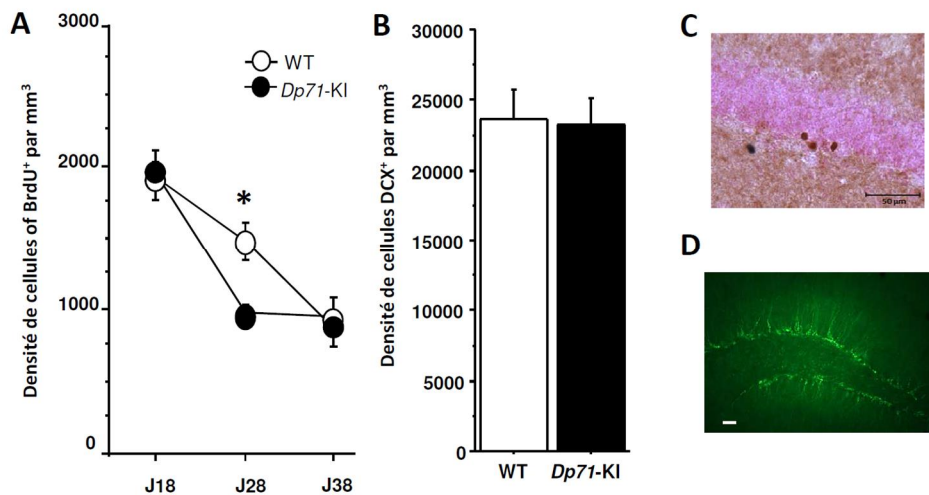 A
Densité de cellules of BrdU⁺ par mm³
3000
2000
1000
0
WT
Dp71-KI
*
J18
J28
J38
B
Densité de cellules DCX⁺ par mm³
30000
25000
20000
15000
10000
5000
0
WT
Dp71-KI
C
50 µm
D